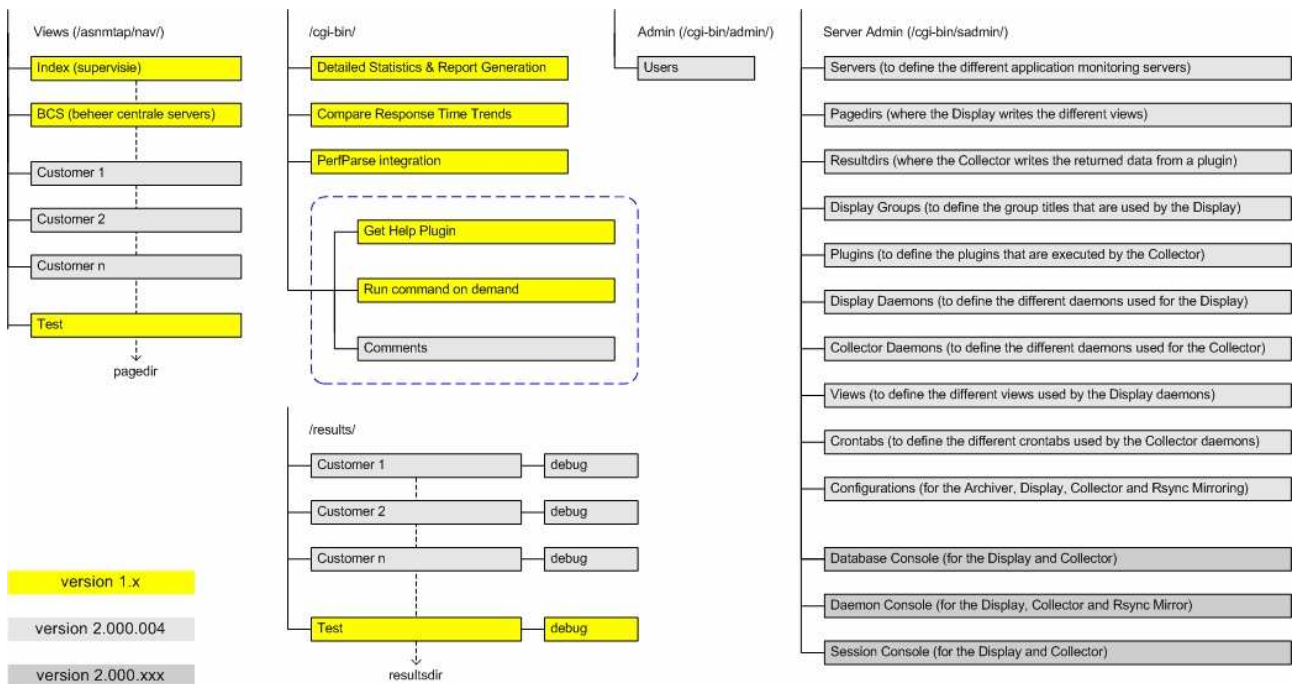 Views (/asnmtap/nav/)
Index (supervisie)
BCS (beheer centrale servers)
Customer 1
Customer 2
Customer n
Test
pagedir
/cgi-bin/
Detailed Statistics & Report Generation
Compare Response Time Trends
PerfParse integration
Get Help Plugin
Run command on demand
Comments
/results/
Customer 1
debug
Customer 2
debug
Customer n
debug
Test
debug
resultsdir
Admin (/cgi-bin/admin/)
Users
Server Admin (/cgi-bin/sadmin/)
Servers (to define the different application monitoring servers)
Pagedirs (where the Display writes the different views)
Resultdirs (where the Collector writes the returned data from a plugin)
Display Groups (to define the group titles that are used by the Display)
Plugins (to define the plugins that are executed by the Collector)
Display Daemons (to define the different daemons used for the Display)
Collector Daemons (to define the different daemons used for the Collector)
Views (to define the different views used by the Display daemons)
Crontabs (to define the different crontabs used by the Collector daemons)
Configurations (for the Archiver, Display, Collector and Rsync Mirroring)
Database Console (for the Display and Collector)
Daemon Console (for the Display, Collector and Rsync Mirror)
Session Console (for the Display and Collector)
version 1.x
version 2.000.004
version 2.000.xxx